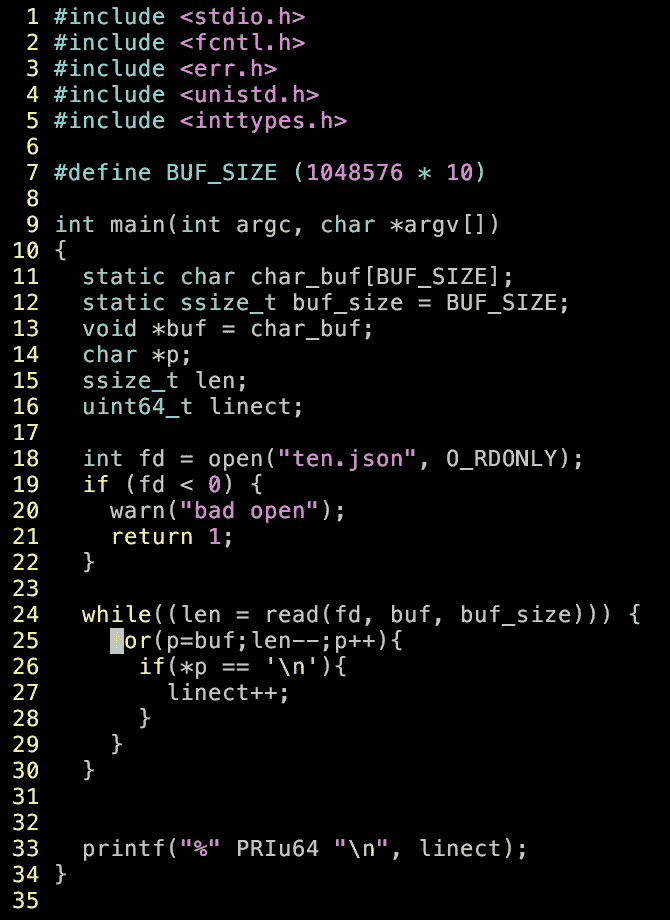 1 #include <stdio.h>
2 #include <fcntl.h>
3 #include <err.h>
4 #include <unistd.h>
5 #include <inttypes.h>
6
7 #define BUF_SIZE (1048576 * 10)
8
9 int main(int argc, char *argv[])
10 {
11   static char char_buf[BUF_SIZE];
12   static ssize_t buf_size = BUF_SIZE;
13   void *buf = char_buf;
14   char *p;
15   ssize_t len;
16   uint64_t linect;
17
18   int fd = open("ten.json", O_RDONLY);
19   if (fd < 0) {
20     warn("bad open");
21     return 1;
22   }
23
24   while((len = read(fd, buf, buf_size))) {
25     for(p=buf;len--;p++){
26       if(*p == '\n'){
27         linect++;
28       }
29     }
30   }
31
32
33   printf("%" PRIu64 "\n", linect);
34 }
35